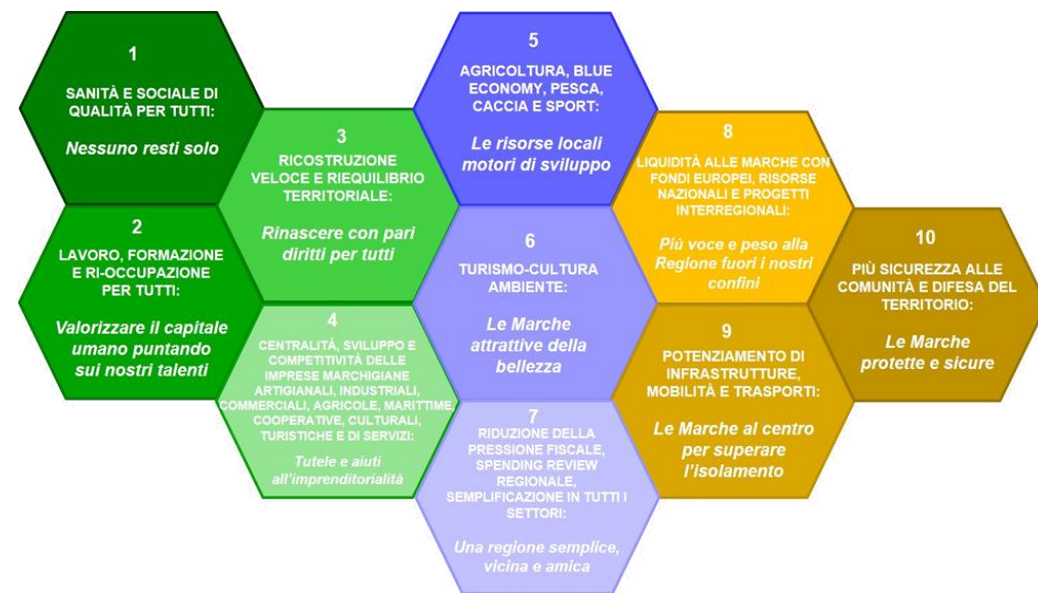 1
SANITÀ E SOCIALE DI
QUALITÀ PER TUTTI:
Nessuno resti solo
2
LAVORO, FORMAZIONE
E RI-OCCUPAZIONE
PER TUTTI:
Valorizzare il capitale
umano puntando
sui nostri talenti
3
RICOSTRUZIONE
VELOCE E RIEQUILIBRIO
TERRITORIALE:
Rinascere con pari
diritti per tutti
4
CENTRALITÀ, SVILUPPO E
COMPETITIVITÀ DELLE
IMPRESE MARCHIGIANE
ARTIGIANALI, INDUSTRIALI,
COMMERCIALI, AGRICOLE, MARITTIME,
COOPERATIVE, CULTURALI,
TURISTICHE E DI SERVIZI:
Tutele e aiuti
all'imprenditorialità
5
AGRICOLTURA, BLUE
ECONOMY, PESCA,
CACCIA E SPORT:
Le risorse locali
motori di sviluppo
6
TURISMO-CULTURA
AMBIENTE:
Le Marche
attrattive della
bellezza
7
RIDUZIONE DELLA
PRESSIONE FISCALE,
SPENDING REVIEW
REGIONALE,
SEMPLIFICAZIONE IN TUTTI I
SETTORI:
Una regione semplice,
vicina e amica
8
LIQUIDITÀ ALLE MARCHE CON
FONDI EUROPEI, RISORSE
NAZIONALI E PROGETTI
INTERREGIONALI:
Più voce e peso alla
Regione fuori i nostri
confini
9
POTENZIAMENTO DI
INFRASTRUTTURE,
MOBILITÀ E TRASPORTI:
Le Marche al centro
per superare
l'isolamento
10
PIÙ SICUREZZA ALLE
COMUNITÀ E DIFESA DEL
TERRITORIO:
Le Marche
protette e sicure